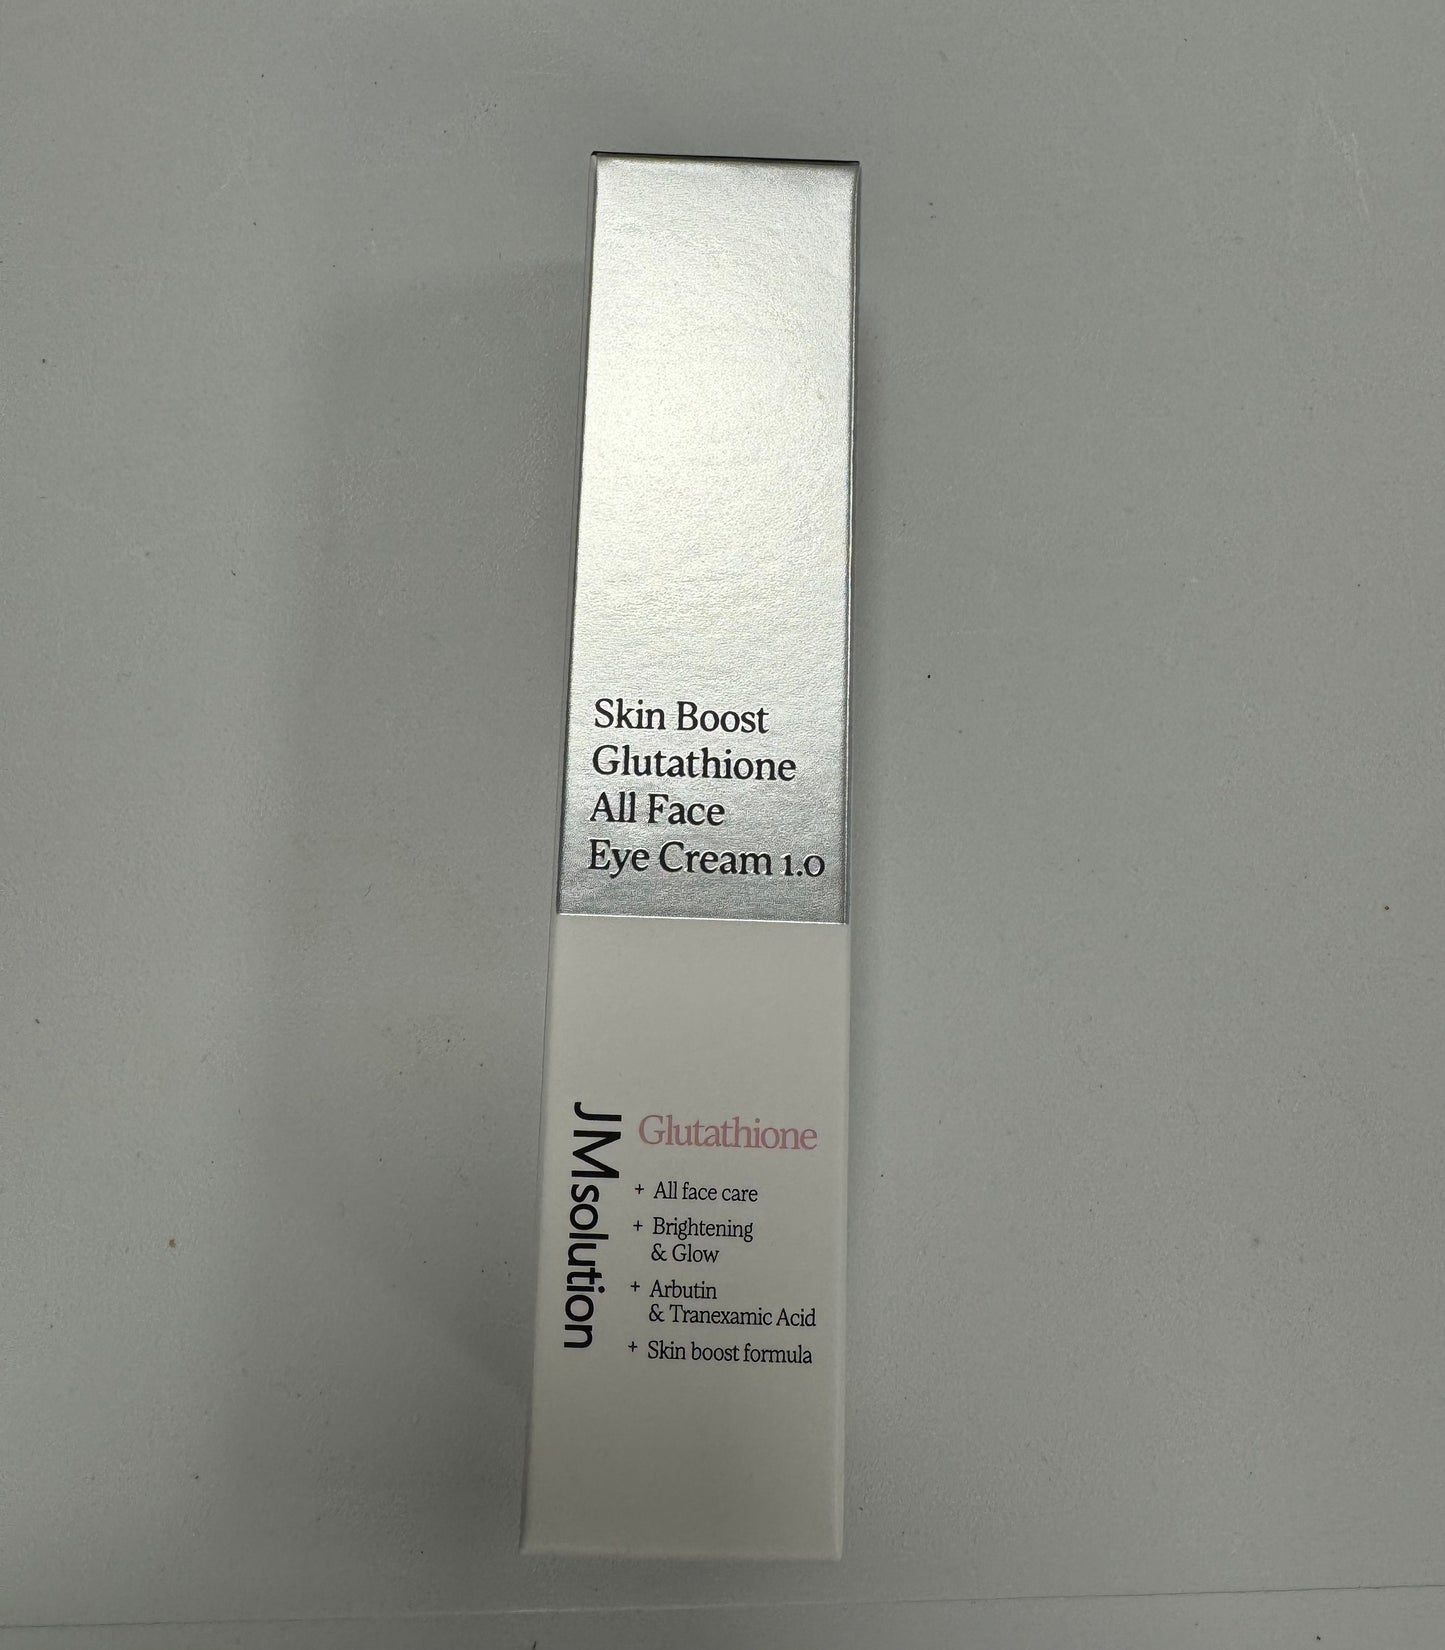 Skin Boost
Glutathione
All Face
Eye Cream 1.0
JMsolution
Glutathione
+ All face care
+ Brightening
& Glow
+ Arbutin
& Tranexamic Acid
+ Skin boost formula